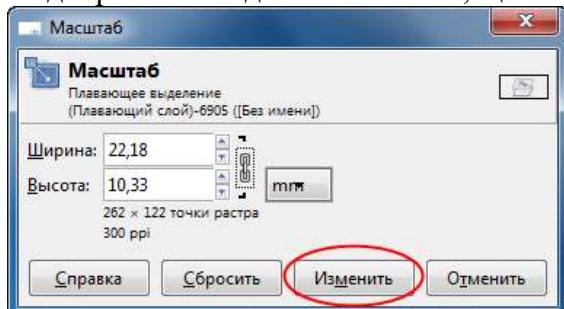 Масштаб
Масштаб
Плавающее выделение
(Плавающий слой)-6905 ([Без имени])
Ширина: 22,18
Высота: 10,33 mm
262 × 122 точки растра
300 ppi
Справка Сбросить Изменить Отменить